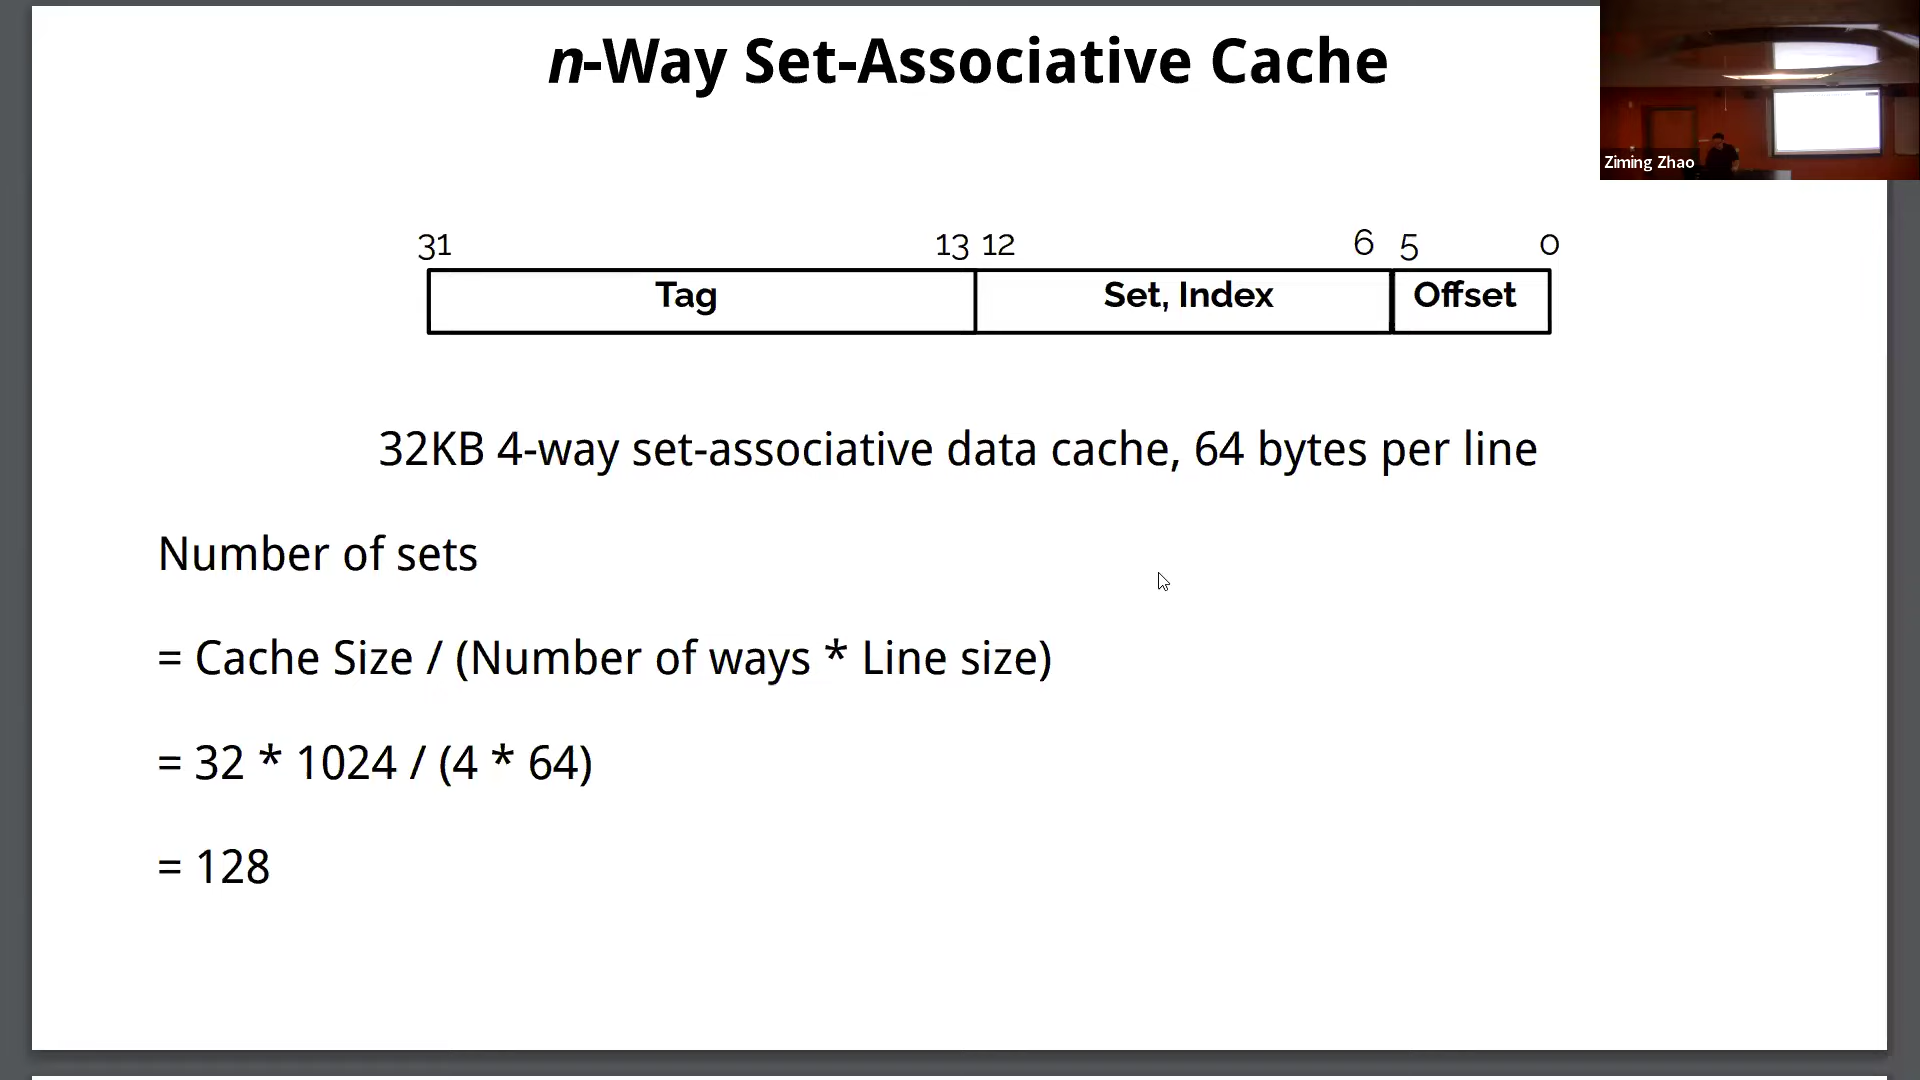 n-Way Set-Associative Cache
Ziming Zhao
31 13 12 6 5 0
Tag Set, Index Offset
32KB 4-way set-associative data cache, 64 bytes per line
Number of sets
= Cache Size / (Number of ways * Line size)
= 32 * 1024 / (4 * 64)
= 128